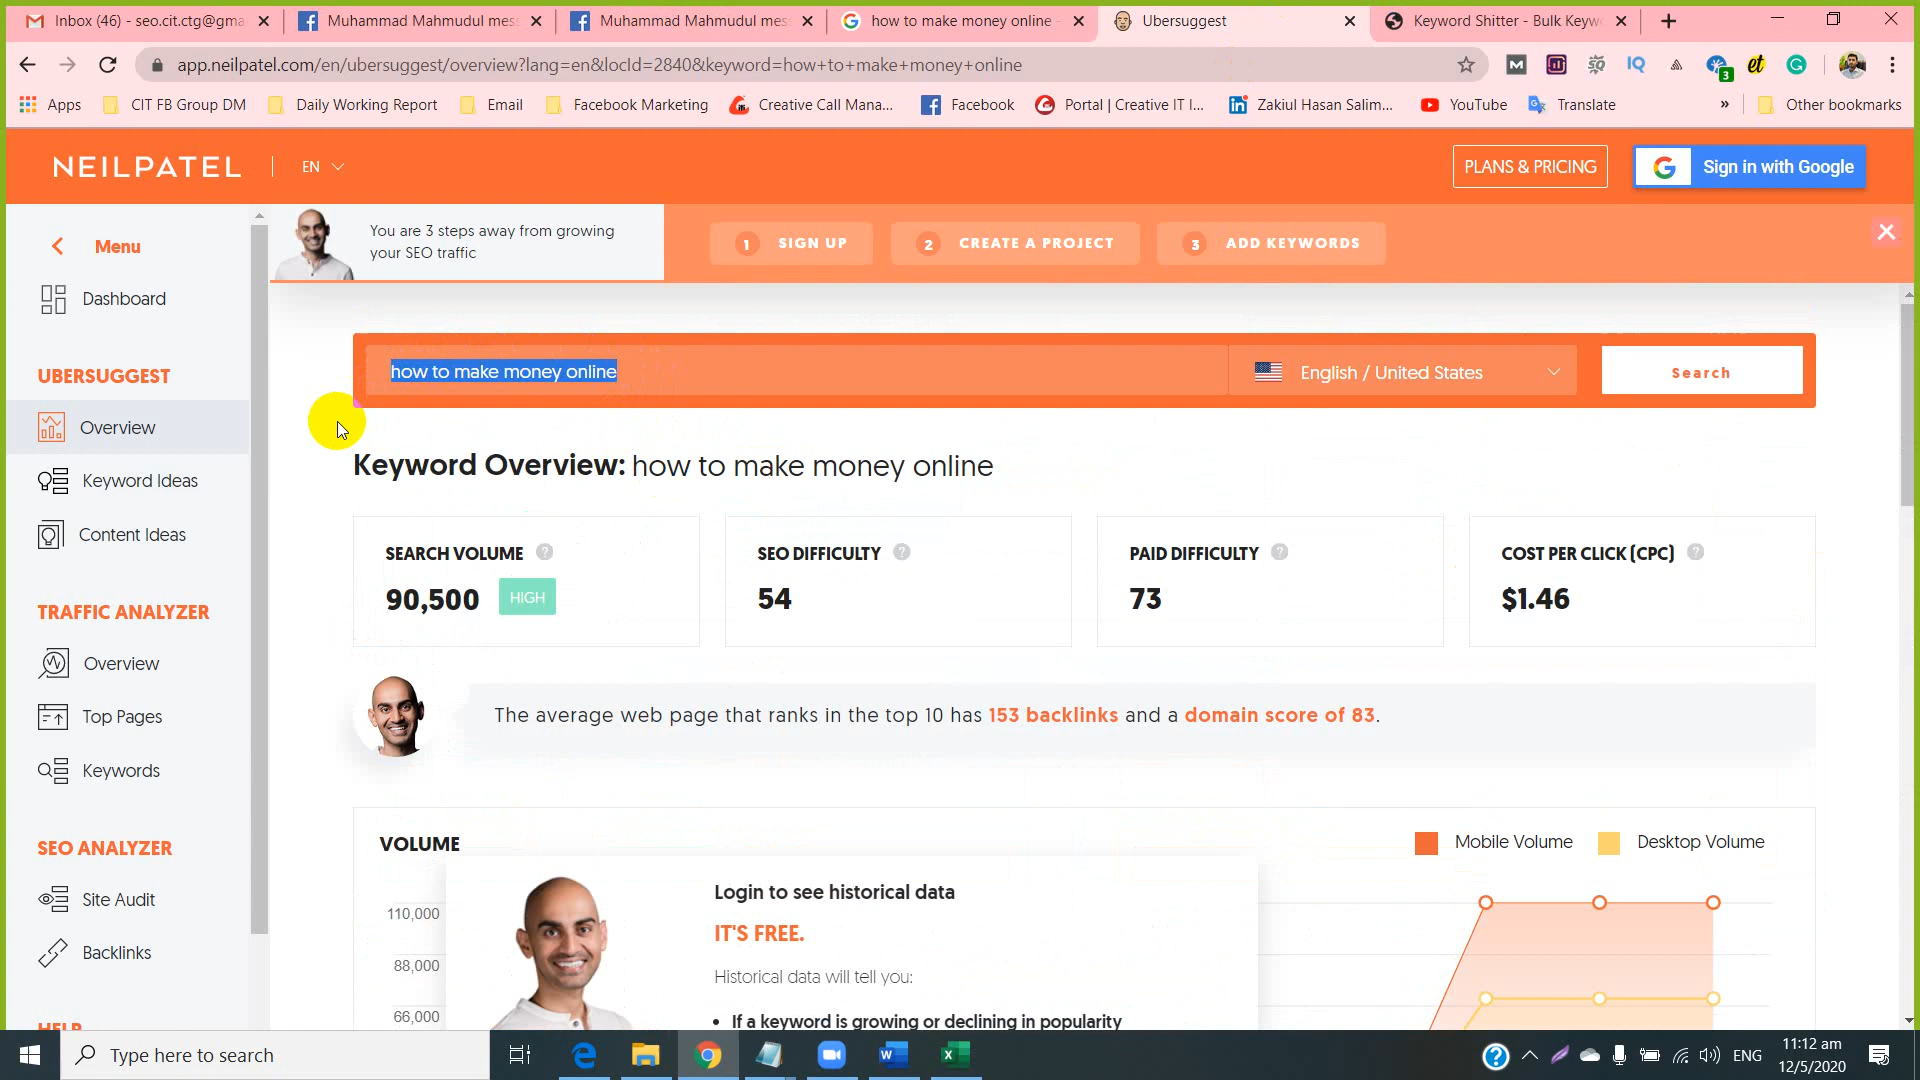 Inbox (46) - seo.cit.ctg@gma
Muhammad Mahmudul mes
Muhammad Mahmudul mes
how to make money online -
Ubersuggest
Keyword Shitter - Bulk Keyw
app.neilpatel.com/en/ubersuggest/overview?lang=en&locId=2840&keyword=how+to+make+money+online
Apps
CIT FB Group DM
Daily Working Report
Email
Facebook Marketing
Creative Call Mana...
Facebook
Portal | Creative IT I...
Zakiul Hasan Salim...
YouTube
Translate
»
Other bookmarks
NEILPATEL
EN
PLANS & PRICING
Sign in with Google
Menu
You are 3 steps away from growing
your SEO traffic
1 SIGN UP
2 CREATE A PROJECT
3 ADD KEYWORDS
Dashboard
UBERSUGGEST
Overview
Keyword Ideas
Content Ideas
TRAFFIC ANALYZER
Overview
Top Pages
Keywords
SEO ANALYZER
Site Audit
Backlinks
HELP
how to make money online
English / United States
Search
Keyword Overview: how to make money online
SEARCH VOLUME ?
90,500 HIGH
SEO DIFFICULTY ?
54
PAID DIFFICULTY ?
73
COST PER CLICK (CPC) ?
$1.46
The average web page that ranks in the top 10 has 153 backlinks and a domain score of 83.
VOLUME
Mobile Volume
Desktop Volume
110,000
88,000
66,000
Login to see historical data
IT'S FREE.
Historical data will tell you:
• If a keyword is growing or declining in popularity
Type here to search
ENG
11:12 am
12/5/2020